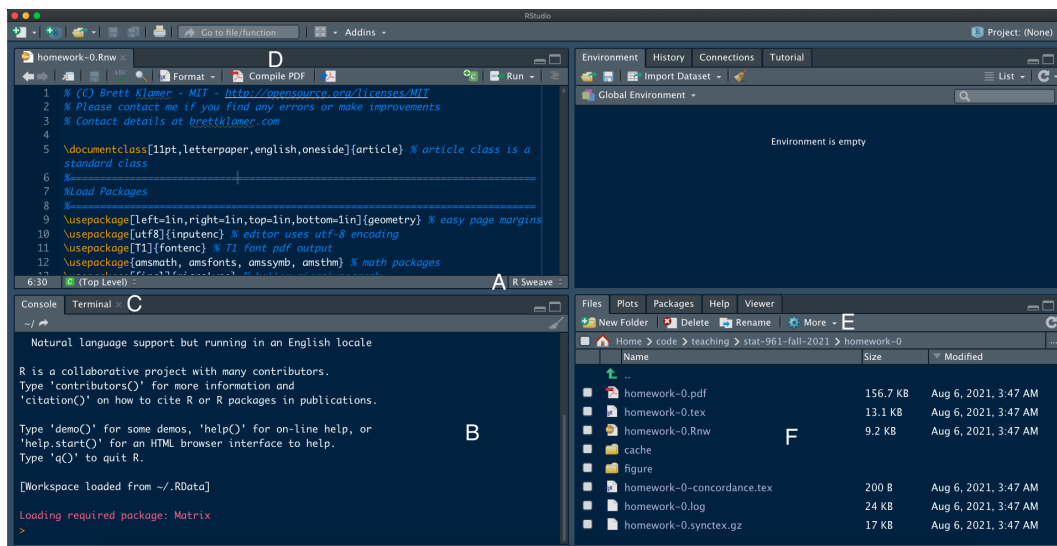 RStudio
Go to file/function Addins Project: (None)
homework-0.Rnw D
ABC Format Compile PDF Run
1 % (C) Brett Klamer - MIT - http://opensource.org/licenses/MIT
2 % Please contact me if you find any errors or make improvements
3 % Contact details at brettklamer.com
4
5 \documentclass[11pt,letterpaper,english,oneside]{article} % article class is a
standard class
6 %=====================================================================
7 %Load Packages
8 %=====================================================================
9 \usepackage[left=1in,right=1in,top=1in,bottom=1in]{geometry} % easy page margins
10 \usepackage[utf8]{inputenc} % editor uses utf-8 encoding
11 \usepackage[T1]{fontenc} % T1 font pdf output
12 \usepackage{amsmath, amsfonts, amssymb, amsthm} % math packages
6:30 (Top Level) A R Sweave
Environment History Connections Tutorial
Import Dataset List
Global Environment
Environment is empty
Console Terminal C
~/
Natural language support but running in an English locale
R is a collaborative project with many contributors.
Type 'contributors()' for more information and
'citation()' on how to cite R or R packages in publications.
Type 'demo()' for some demos, 'help()' for on-line help, or
'help.start()' for an HTML browser interface to help.
Type 'q()' to quit R.
B
[Workspace loaded from ~/.RData]
Loading required package: Matrix
>
Files Plots Packages Help Viewer
New Folder Delete Rename More E
Home code teaching stat-961-fall-2021 homework-0 ...
Name Size Modified
..
homework-0.pdf 156.7 KB Aug 6, 2021, 3:47 AM
homework-0.tex 13.1 KB Aug 6, 2021, 3:47 AM
homework-0.Rnw 9.2 KB Aug 6, 2021, 3:47 AM
F
cache
figure
homework-0-concordance.tex 200 B Aug 6, 2021, 3:47 AM
homework-0.log 24 KB Aug 6, 2021, 3:47 AM
homework-0.synctex.gz 17 KB Aug 6, 2021, 3:47 AM